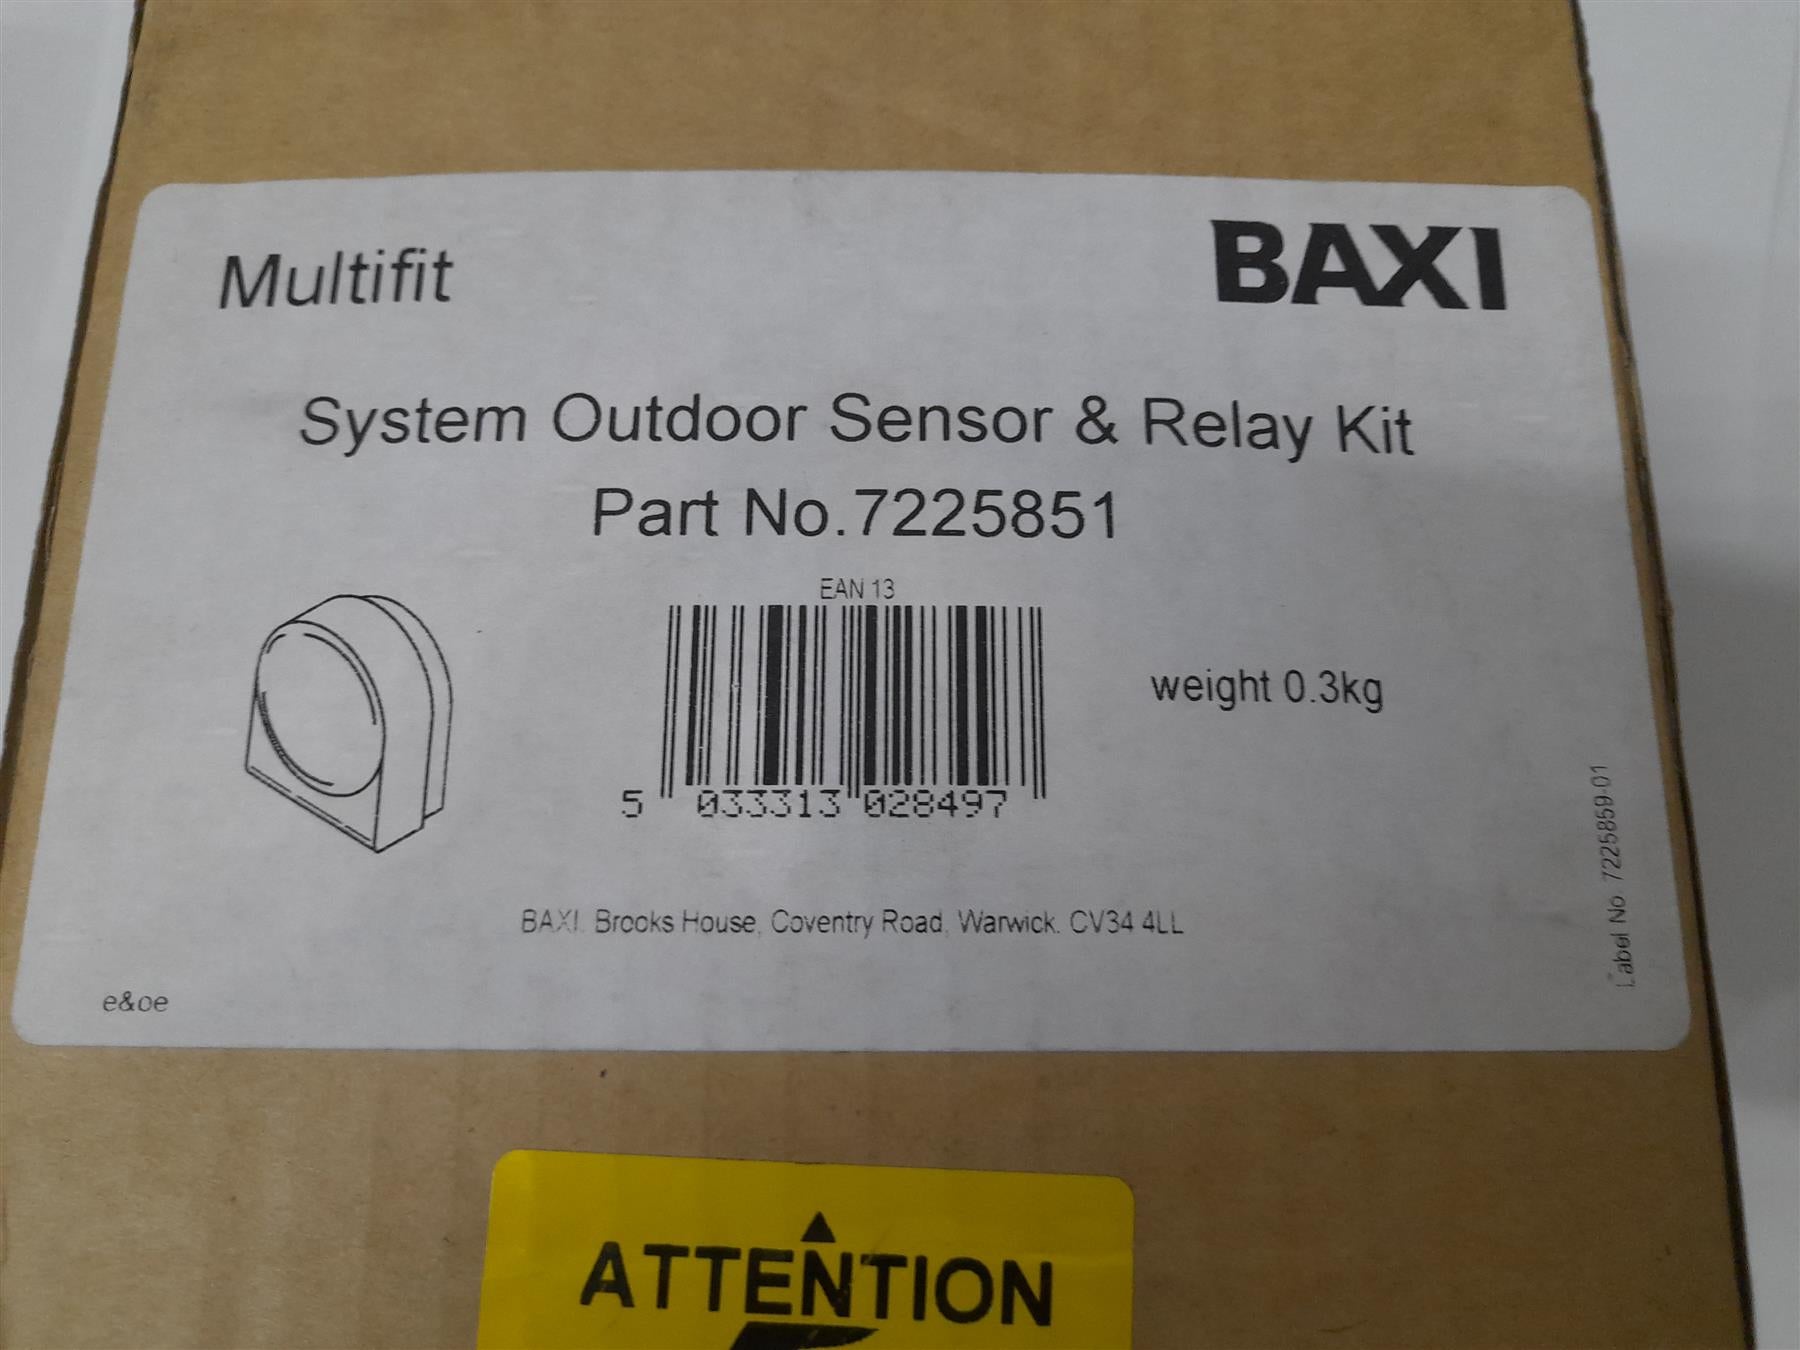 Multifit
BAXI
System Outdoor Sensor & Relay Kit
Part No.7225851
EAN 13
5 033313 028497
weight 0.3kg
BAXI. Brooks House, Coventry Road, Warwick. CV34 4LL
e&oe
Label No. 7225859-01
ATTENTION